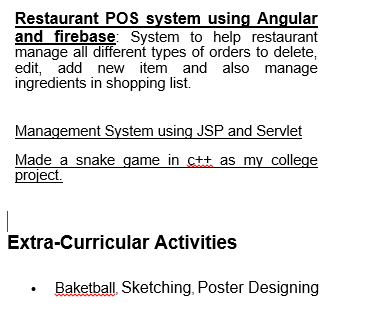 Restaurant POS system using Angular
and firebase: System to help restaurant
manage all different types of orders to delete,
edit, add new item and also manage
ingredients in shopping list.
Management System using JSP and Servlet
Made a snake game in c++ as my college
project.
Extra-Curricular Activities
• Baketball, Sketching, Poster Designing